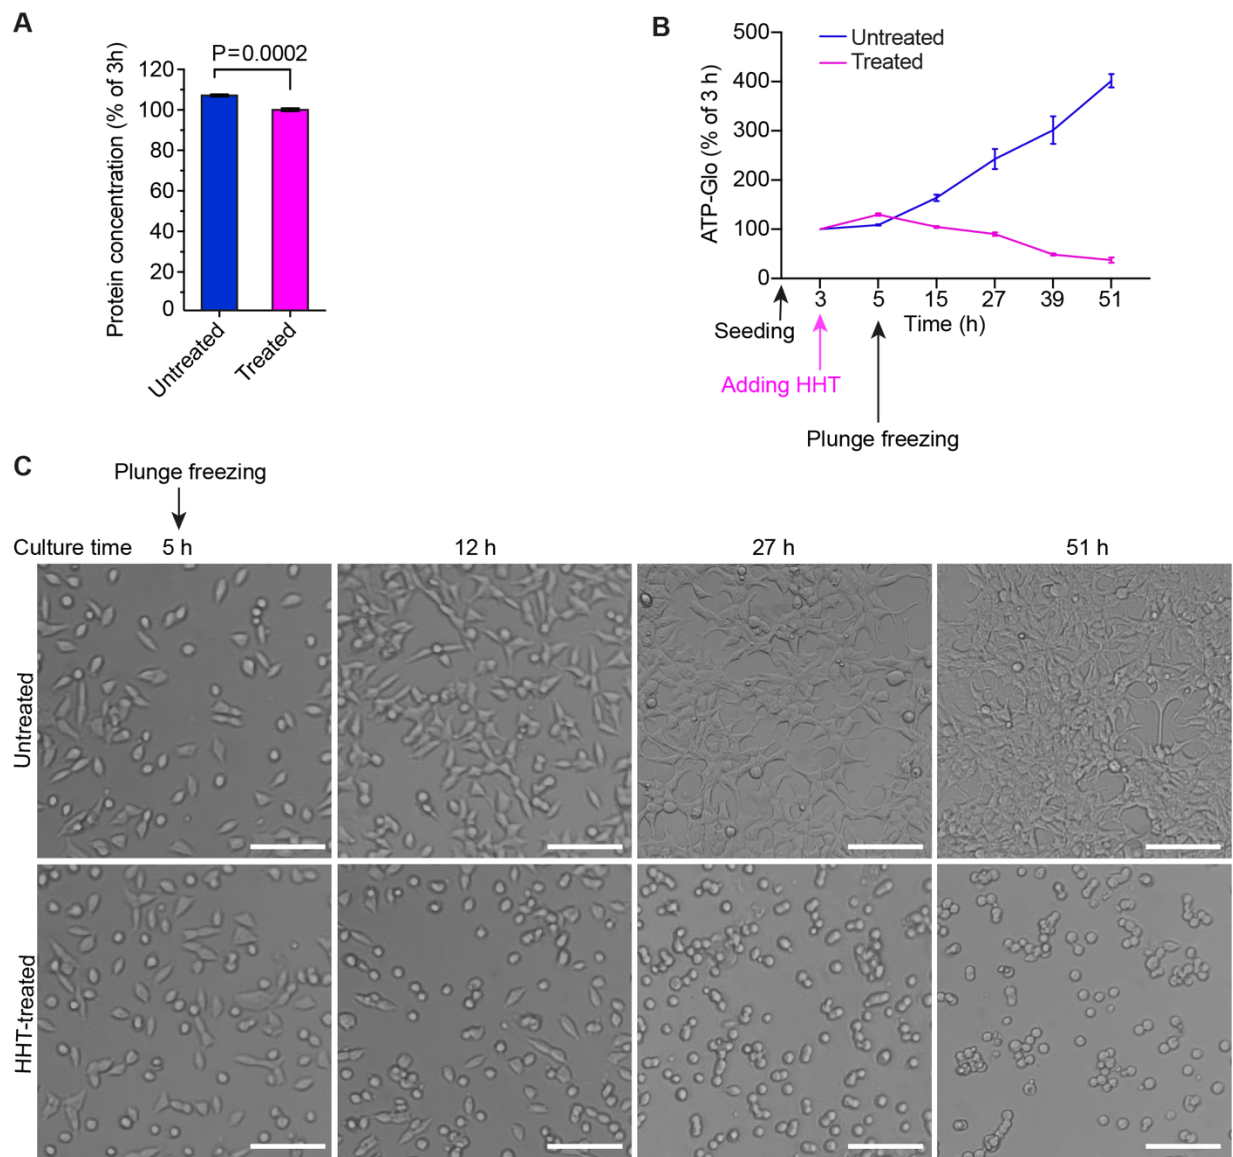 A
P=0.0002
Protein concentration (% of 3h)
120
100
80
60
40
20
0
Untreated
Treated
B
ATP-Glo (% of 3 h)
500
400
300
200
100
0
Untreated
Treated
3 5 15 27 39 51
Time (h)
Seeding
Adding HHT
Plunge freezing
C
Plunge freezing
Culture time 5 h 12 h 27 h 51 h
Untreated
HHT-treated